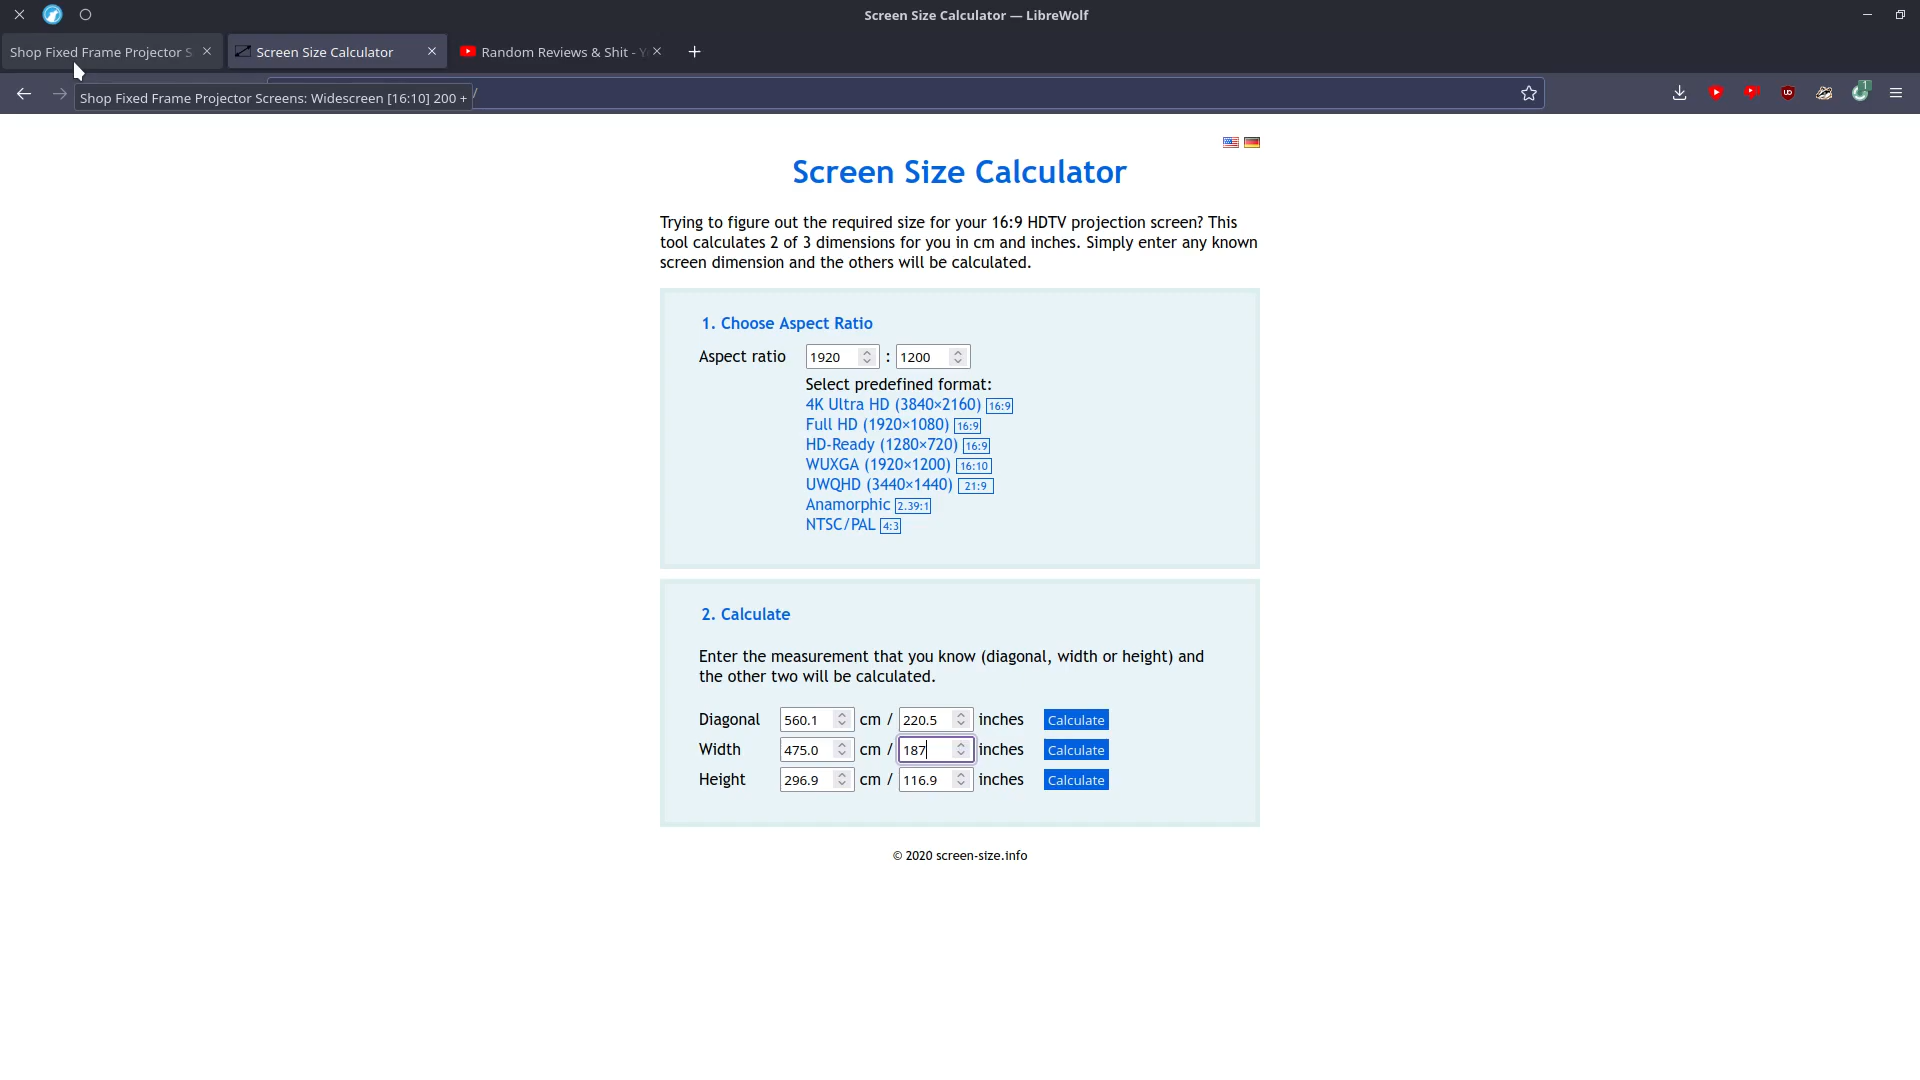 Screen Size Calculator — LibreWolf
Shop Fixed Frame Projector S
Screen Size Calculator
Random Reviews & Shit - Y
Shop Fixed Frame Projector Screens: Widescreen [16:10] 200 +
/
1
Screen Size Calculator
Trying to figure out the required size for your 16:9 HDTV projection screen? This
tool calculates 2 of 3 dimensions for you in cm and inches. Simply enter any known
screen dimension and the others will be calculated.
1. Choose Aspect Ratio
Aspect ratio 1920 : 1200
Select predefined format:
4K Ultra HD (3840×2160) 16:9
Full HD (1920×1080) 16:9
HD-Ready (1280×720) 16:9
WUXGA (1920×1200) 16:10
UWQHD (3440×1440) 21:9
Anamorphic 2.39:1
NTSC/PAL 4:3
2. Calculate
Enter the measurement that you know (diagonal, width or height) and
the other two will be calculated.
Diagonal 560.1 cm / 220.5 inches Calculate
Width 475.0 cm / 187 inches Calculate
Height 296.9 cm / 116.9 inches Calculate
© 2020 screen-size.info